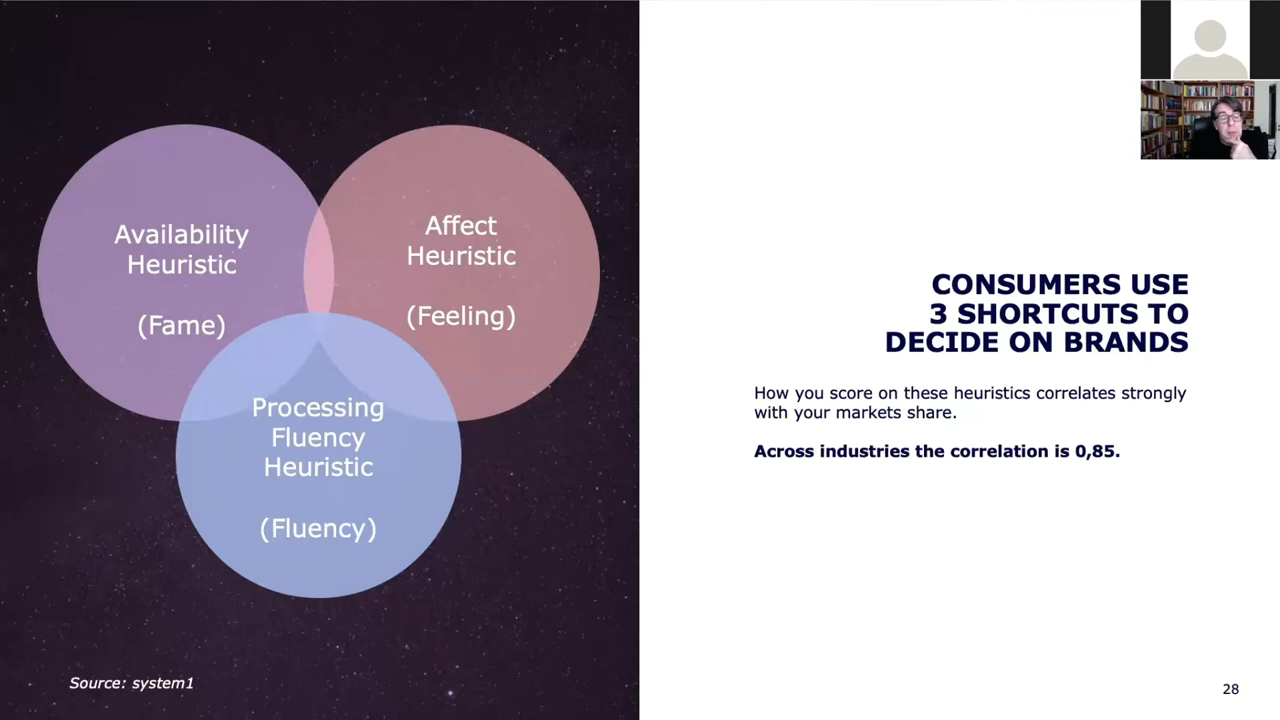 Availability
Heuristic
(Fame)
Affect
Heuristic
(Feeling)
Processing
Fluency
Heuristic
(Fluency)
Source: system1
CONSUMERS USE
3 SHORTCUTS TO
DECIDE ON BRANDS
How you score on these heuristics correlates strongly
with your markets share.
Across industries the correlation is 0,85.
28